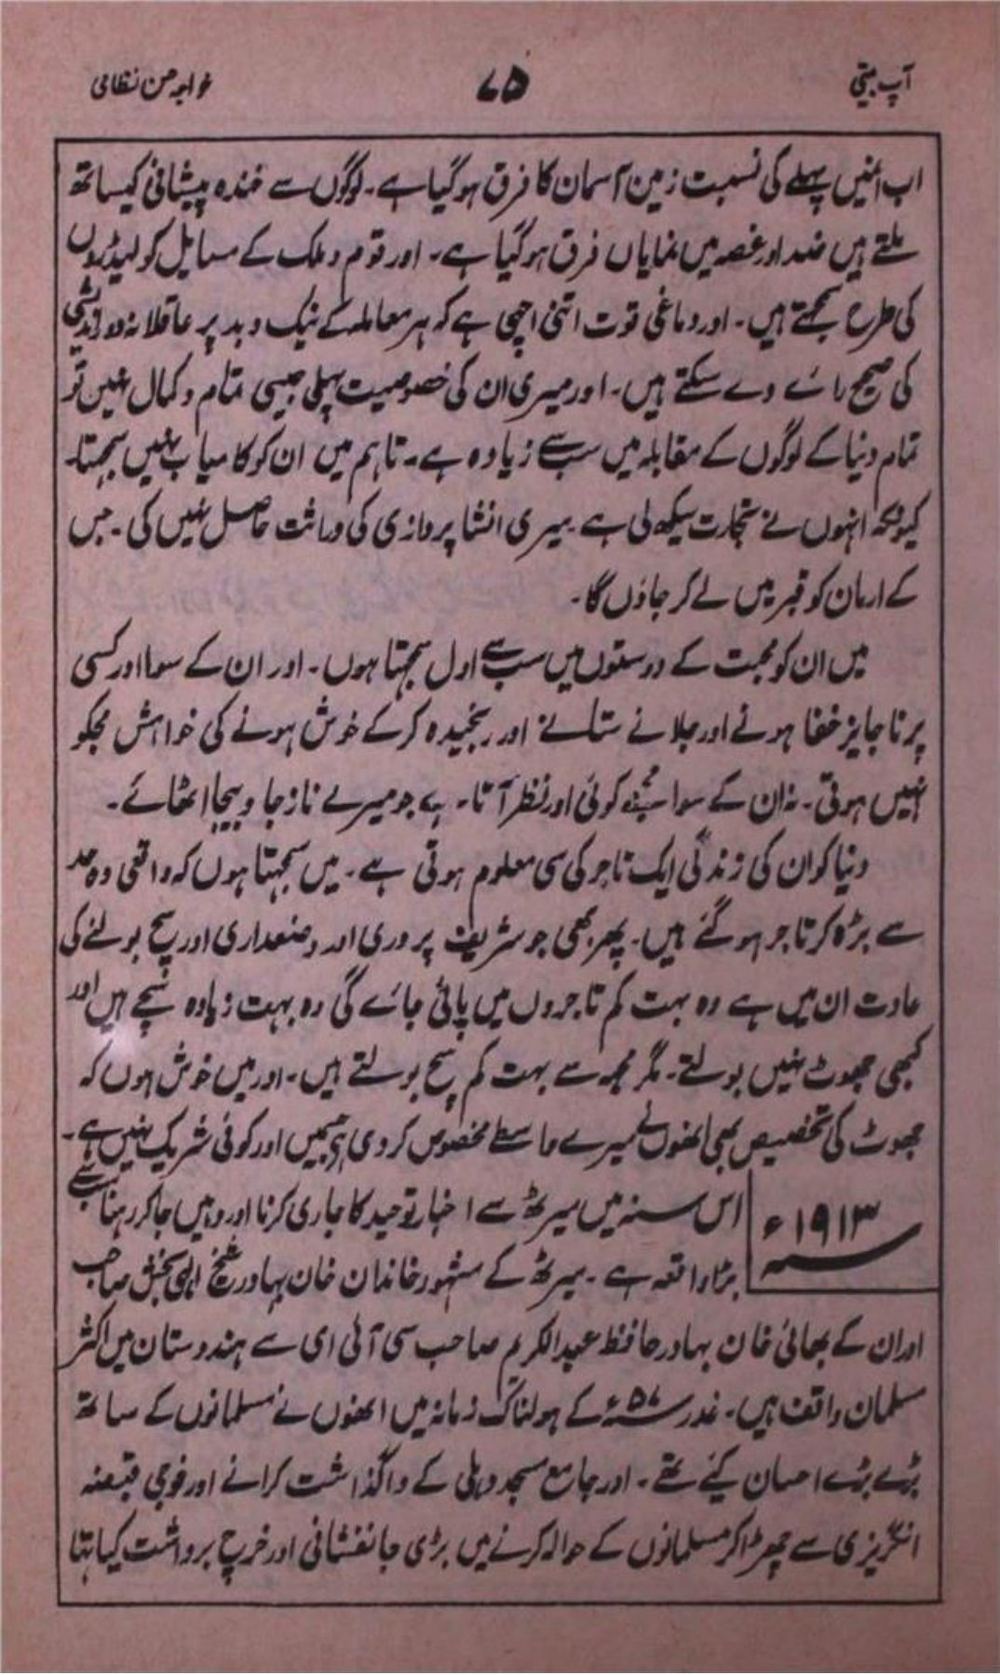 آپ بیتی
۷۵
خواجہ حسن نظامی
اب انہیں پہلے کی نسبت زمین آسمان کا فرق ہوگیا ہے۔ لوگوں سے خندہ پیشانی کیساتھ
ملتے ہیں ضد اور غصہ میں نمایاں فرق ہوگیا ہے۔ اور قوم و ملک کے مسایل کو لیڈروں
کی طرح سمجھتے ہیں۔ اور دماغی قوت اتنی اچھی ہے کہ ہر معاملہ کے نیک و بد پر عاقلانہ دوراندیشی
کی صحیح رائے دے سکتے ہیں۔ اور میری ان کی خصوصیت پہلی جیسی تمام و کمال نہیں تو
تمام دنیا کے لوگوں کے مقابلہ میں سب سے زیادہ ہے۔ تاہم میں ان کو کامیاب نہیں سمجھتا۔
کیونکہ انہوں نے تجارت سیکھ لی ہے میری انشا پردازی کی وراثت حاصل نہیں کی۔ جس
کے ارمان کو قبر میں لے کر جاؤں گا۔
میں ان کو محبت کے دوستوں میں سب سے اول سمجھتا ہوں۔ اور ان کے سوا اور کسی
پر ناجایز خفا ہونے اور جلانے ستانے اور رنجیدہ کرکے خوش ہونے کی خواہش مجکو
نہیں ہوتی۔ نہ ان کے سوا مجھے کوئی اور نظر آتا۔ ہے جو میرے ناز جا و بیجا اٹھائے۔
دنیا کو ان کی زندگی ایک تاجر کی سی معلوم ہوتی ہے۔ میں سمجہتا ہوں کہ واقعی وہ حد
سے بڑہ کر تاجر ہوگئے ہیں۔ پھر بھی جو شریف پروری اور وضعداری اور سچ بولنے کی
عادت ان میں ہے وہ بہت کم تاجروں میں پائی جائے گی وہ بہت زیادہ سچے ہیں اور
کبھی جھوٹ نہیں بولتے۔ مگر مجھ سے بہت کم سچ بولتے ہیں۔ اور میں خوش ہوں کہ
جھوٹ کی تخصیص بھی انھوں نے میرے واسطے مخصوص کردی ہے جسمیں اور کوئی شریک نہیں ہے۔
سنہ ۱۹۱۳ء
اس سنہ میں میرٹھ سے اخبار توحید کا جاری کرنا اور وہیں جاکر رہنا سب سے
بڑا واقعہ ہے۔ میرٹھ کے مشہور خاندان خان بہادر شیخ الہی بخش صاحب
اور ان کے بھائی خان بہادر حافظ عبدالکریم صاحب سی آئی ای سے ہندوستان میں اکثر
مسلمان واقف ہیں۔ غدر سنہ ۵۷ء کے ہولناک زمانہ میں انھوں نے مسلمانوں کے ساتھ
بڑے بڑے احسان کیئے تھے۔ اور جامع مسجد دہلی کے واگذاشت کرانے اور فوجی قبضہ
انگریزی سے چھڑا کر مسلمانوں کے حوالہ کرنے میں بڑی جانفشانی اور خرچ برداشت کیا تہا